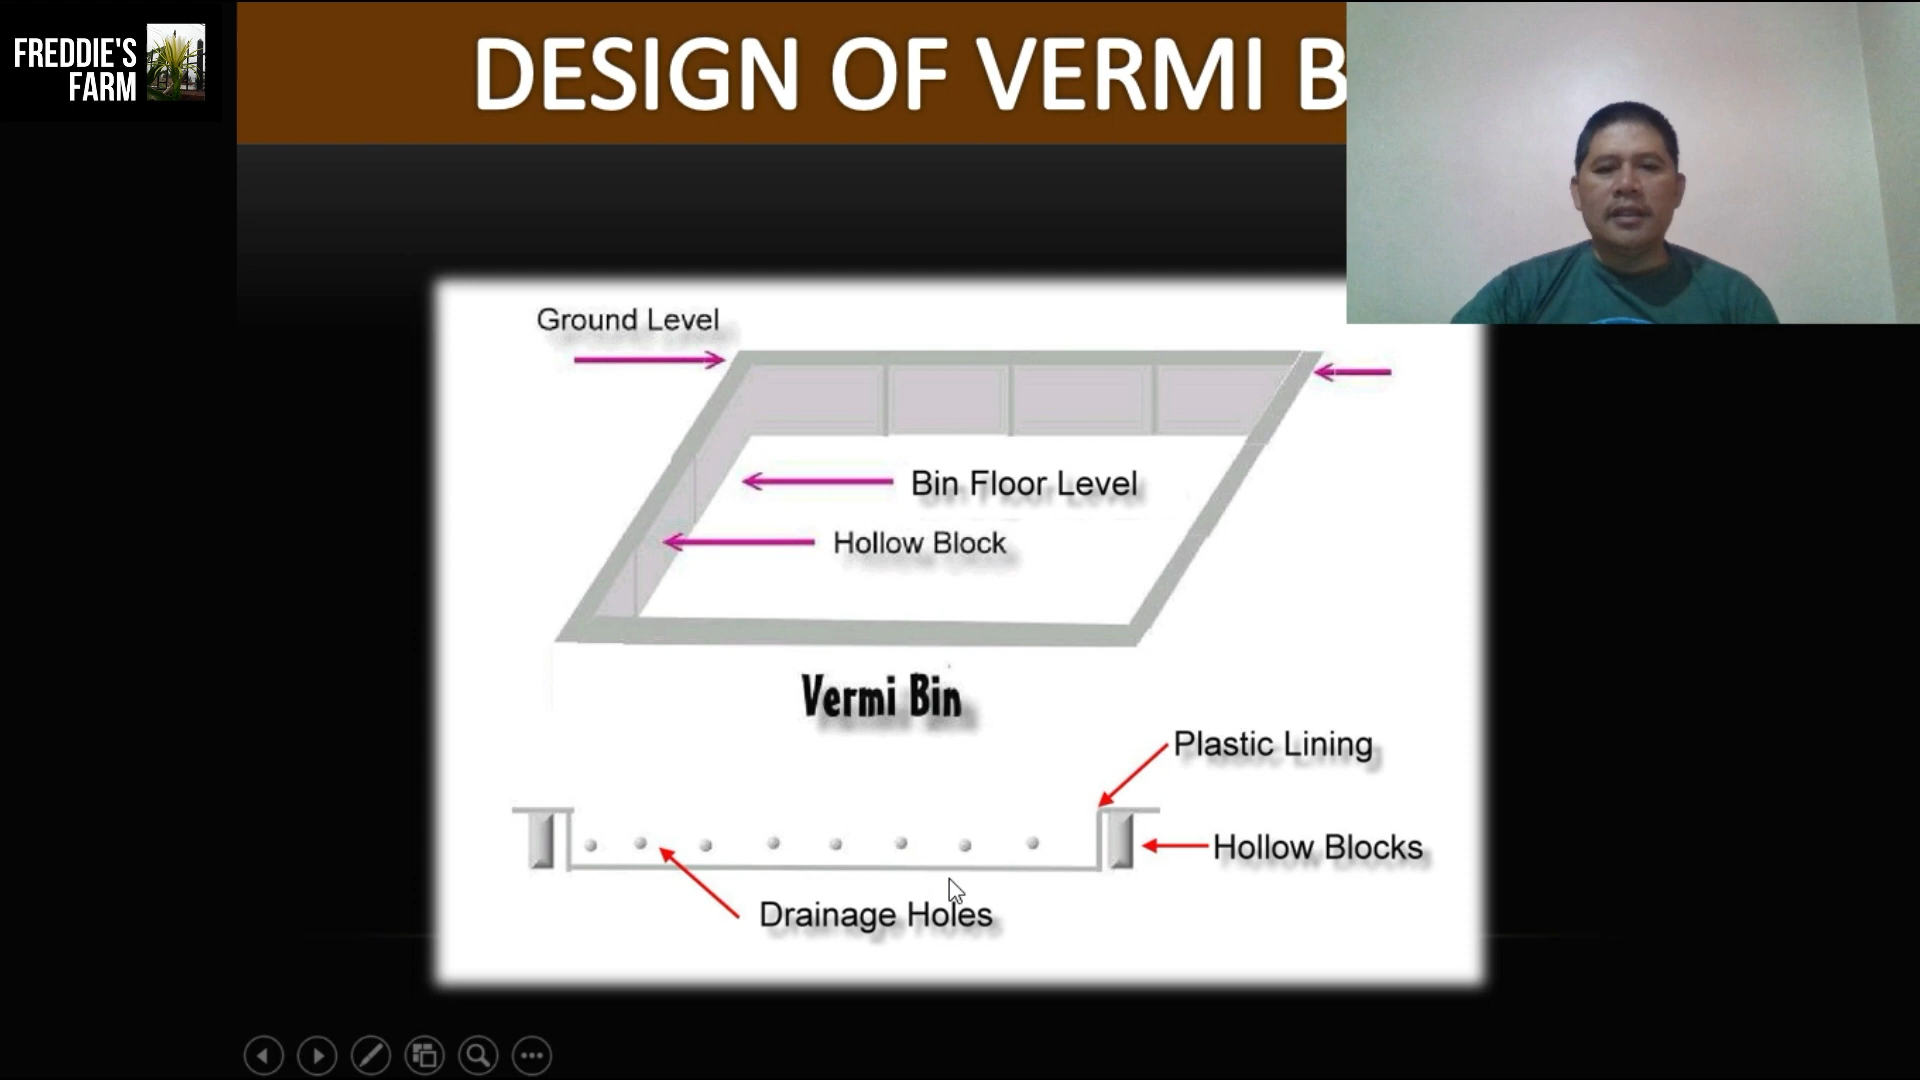 FREDDIE'S
FARM
DESIGN OF VERMI B
Ground Level
Bin Floor Level
Hollow Block
Vermi Bin
Plastic Lining
Hollow Blocks
Drainage Holes